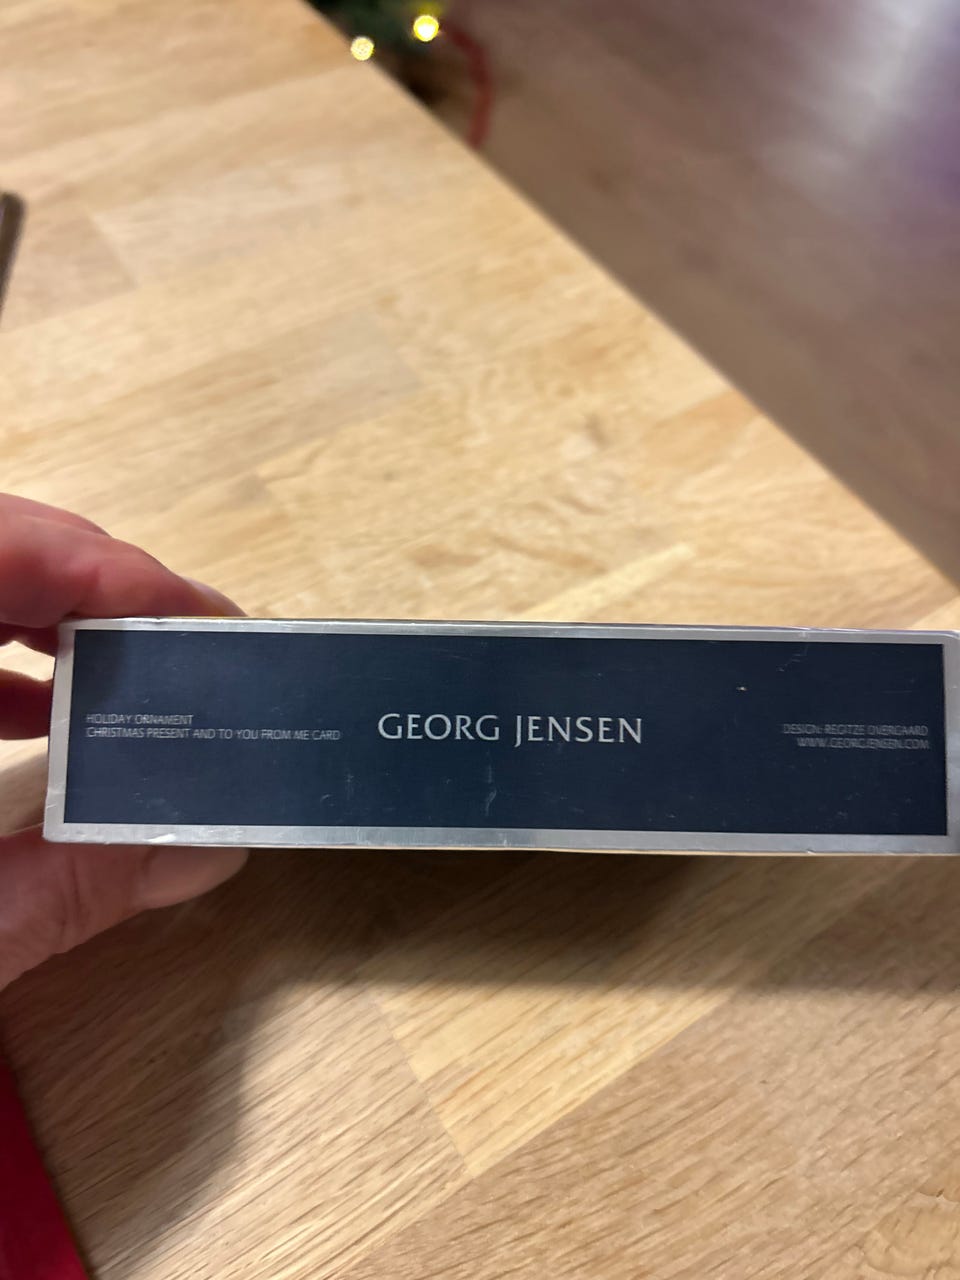 HOLIDAY ORNAMENT
CHRISTMAS PRESENT AND TO YOU FROM ME CARD
GEORG JENSEN
DESIGN: REGITZE OVERGAARD
WWW.GEORGJENSEN.COM